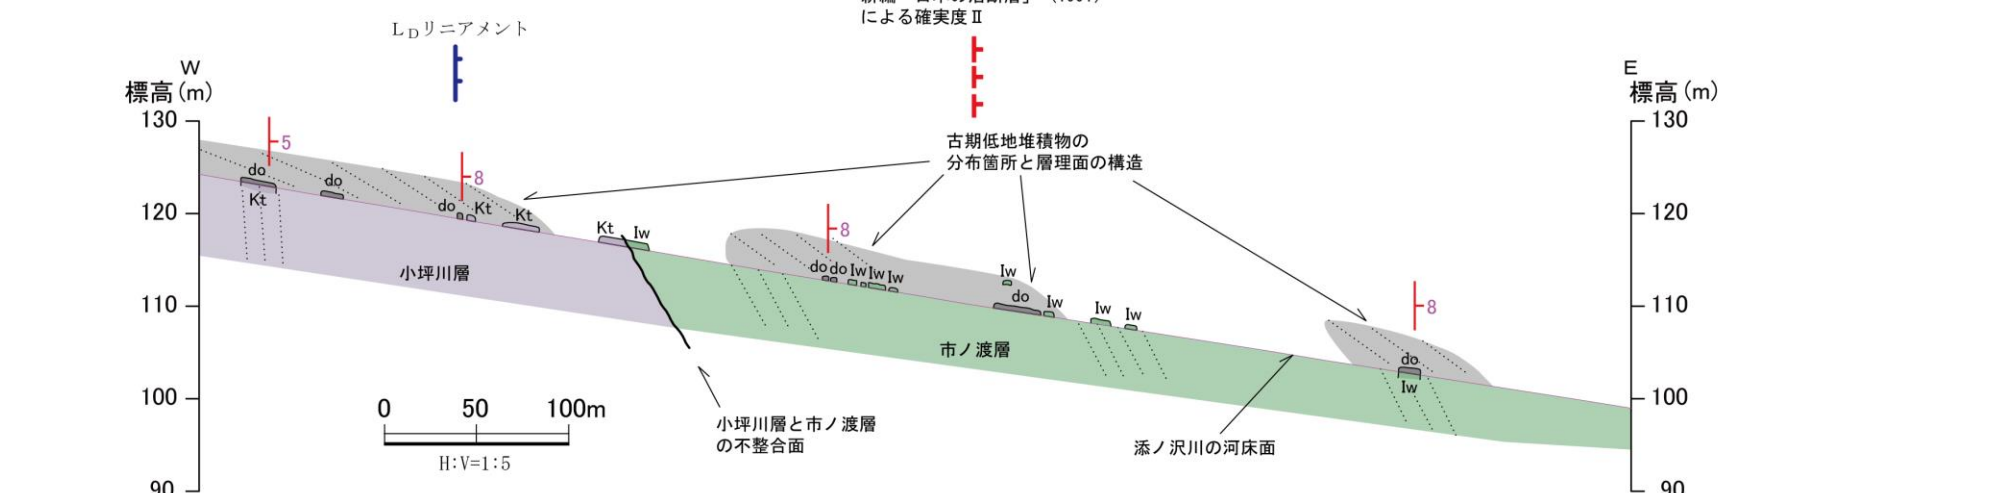 による確実度Ⅱ
LDリニアメント
W
標高(m)
E
標高(m)
130
130
5
古期低地堆積物の
分布箇所と層理面の構造
do
Kt
do
8
do
Kt
Kt
120
120
Kt
Iw
8
小坪川層
do
do
Iw
Iw
Iw
Iw
do
Iw
Iw
Iw
110
110
8
市ノ渡層
do
Iw
100
100
0
50
100m
H:V=1:5
小坪川層と市ノ渡層
の不整合面
添ノ沢川の河床面
90
90